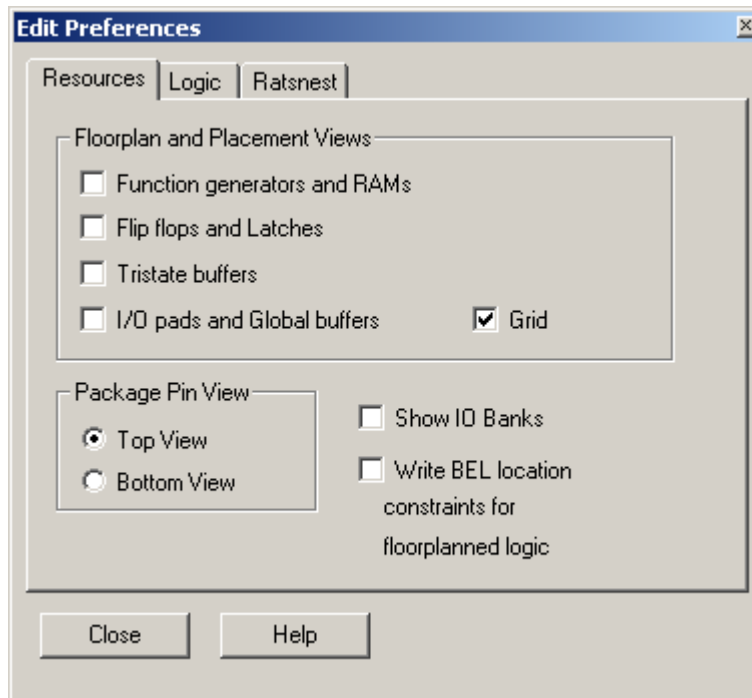 Edit Preferences
Resources
Logic
Ratsnest
Floorplan and Placement Views
Function generators and RAMs
Flip flops and Latches
Tristate buffers
I/O pads and Global buffers
Grid
Package Pin View
Top View
Bottom View
Show IO Banks
Write BEL location
constraints for
floorplanned logic
Close
Help